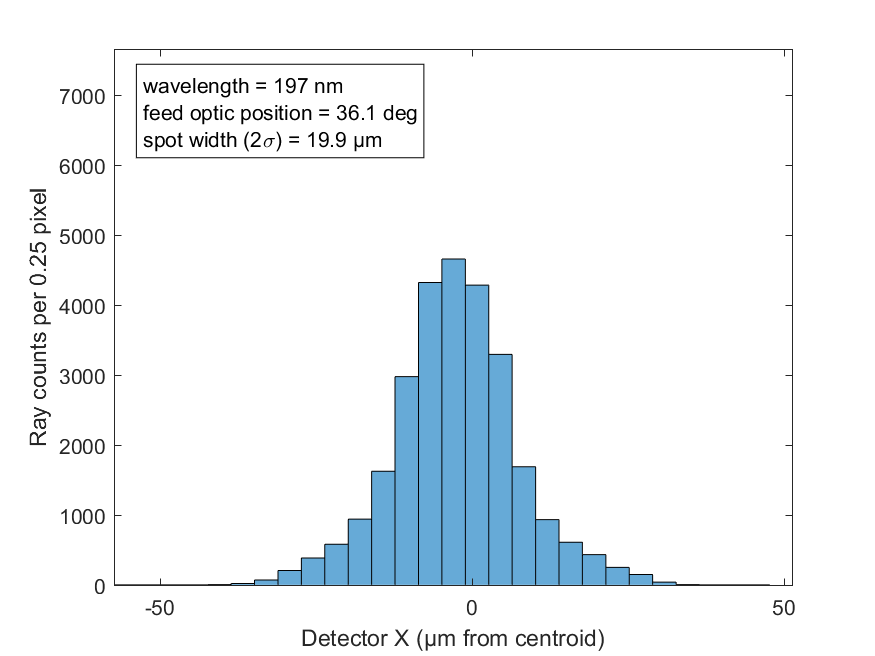 wavelength = 197 nm
feed optic position = 36.1 deg
spot width (2σ) = 19.9 µm
7000
6000
5000
4000
3000
2000
1000
0
Ray counts per 0.25 pixel
-50
0
50
Detector X (µm from centroid)